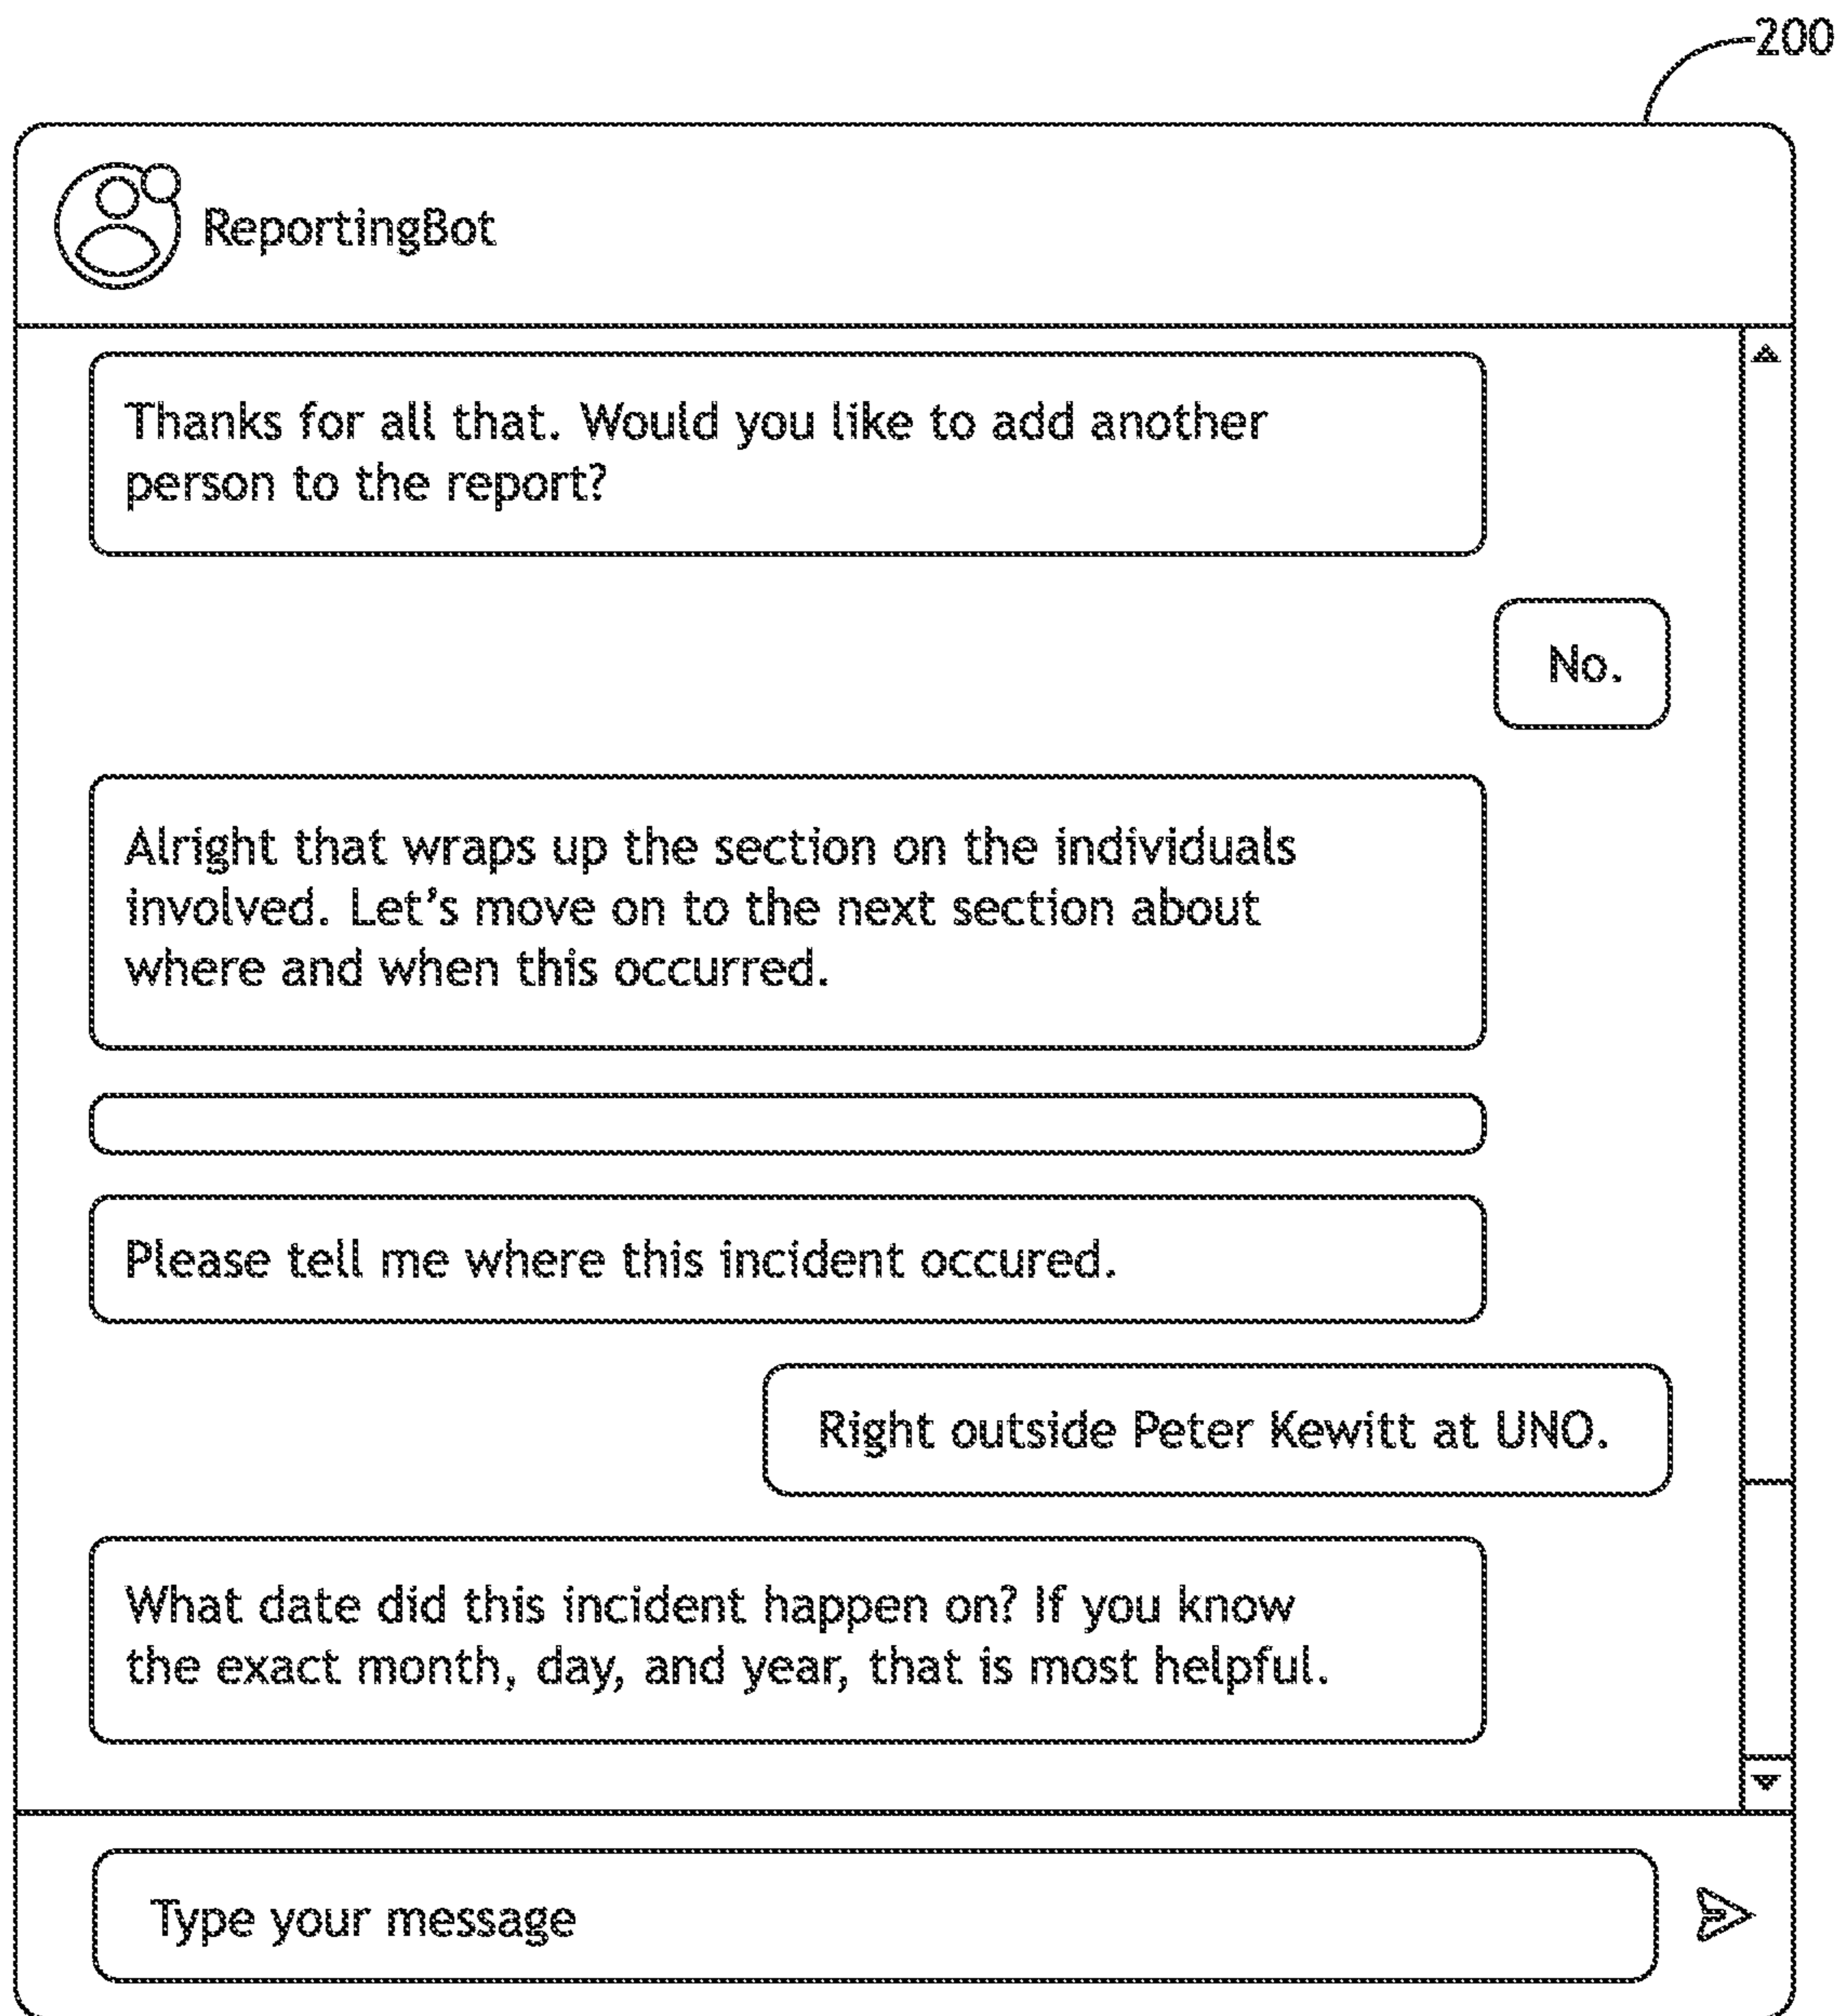 200
ReportingBot
Thanks for all that. Would you like to add another
person to the report?
No.
Alright that wraps up the section on the individuals
involved. Let's move on to the next section about
where and when this occurred.
Please tell me where this incident occured.
Right outside Peter Kewitt at UNO.
What date did this incident happen on? If you know
the exact month, day, and year, that is most helpful.
Type your message